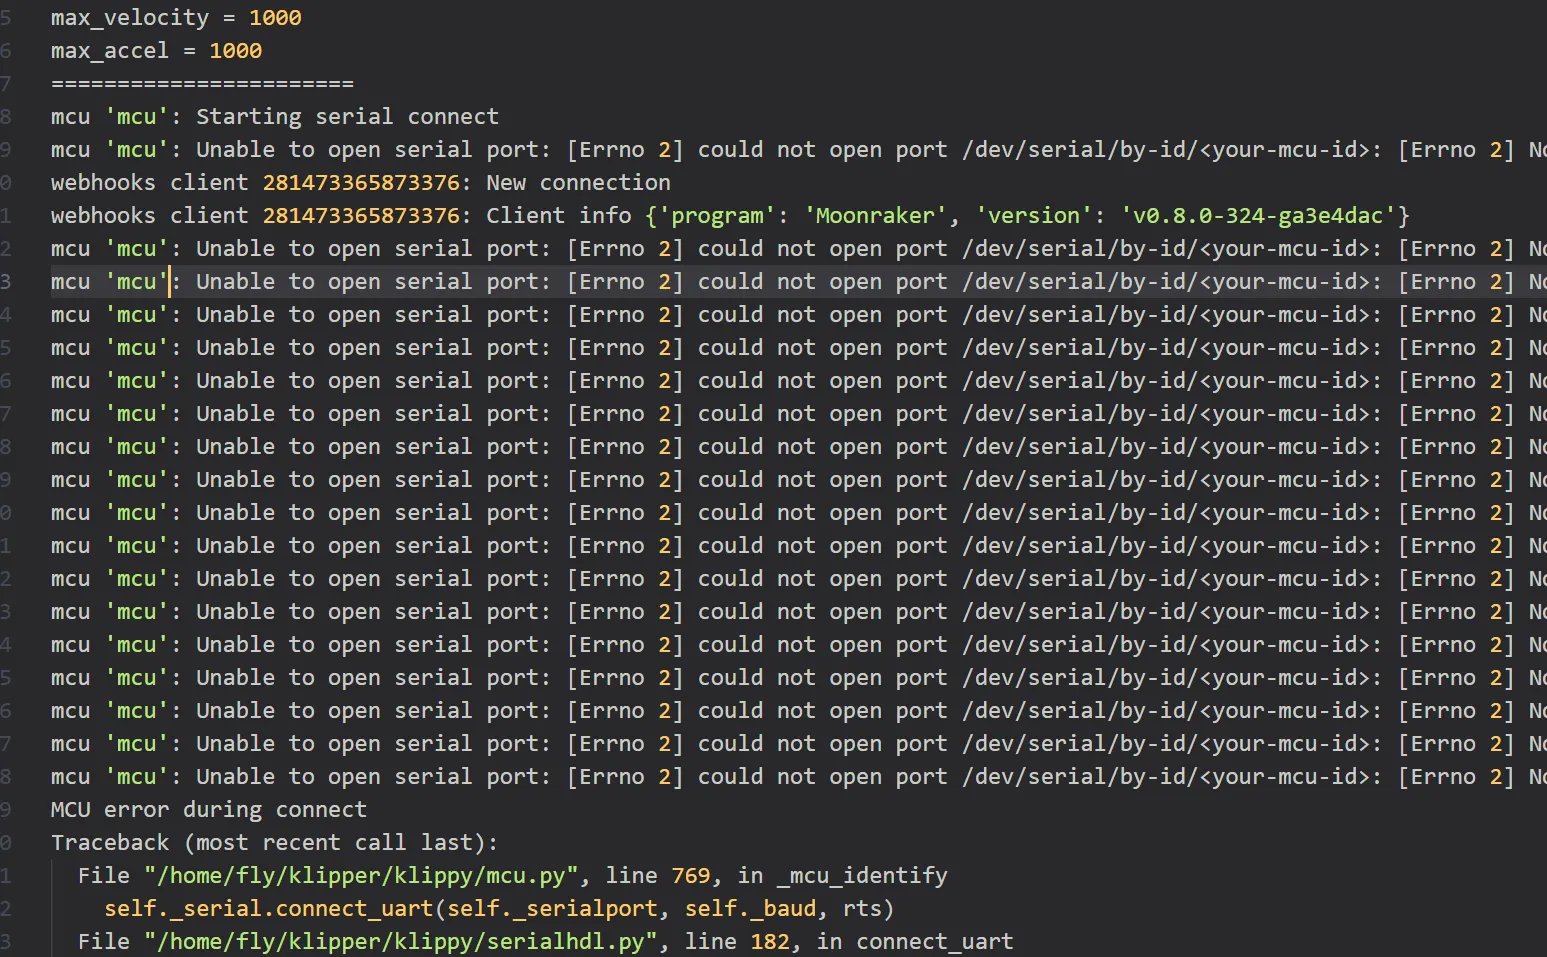 5 max_velocity = 1000
6 max_accel = 1000
7 =======================
8 mcu 'mcu': Starting serial connect
9 mcu 'mcu': Unable to open serial port: [Errno 2] could not open port /dev/serial/by-id/<your-mcu-id>: [Errno 2] No
0 webhooks client 281473365873376: New connection
1 webhooks client 281473365873376: Client info {'program': 'Moonraker', 'version': 'v0.8.0-324-ga3e4dac'}
2 mcu 'mcu': Unable to open serial port: [Errno 2] could not open port /dev/serial/by-id/<your-mcu-id>: [Errno 2] No
3 mcu 'mcu': Unable to open serial port: [Errno 2] could not open port /dev/serial/by-id/<your-mcu-id>: [Errno 2] No
4 mcu 'mcu': Unable to open serial port: [Errno 2] could not open port /dev/serial/by-id/<your-mcu-id>: [Errno 2] No
5 mcu 'mcu': Unable to open serial port: [Errno 2] could not open port /dev/serial/by-id/<your-mcu-id>: [Errno 2] No
6 mcu 'mcu': Unable to open serial port: [Errno 2] could not open port /dev/serial/by-id/<your-mcu-id>: [Errno 2] No
7 mcu 'mcu': Unable to open serial port: [Errno 2] could not open port /dev/serial/by-id/<your-mcu-id>: [Errno 2] No
8 mcu 'mcu': Unable to open serial port: [Errno 2] could not open port /dev/serial/by-id/<your-mcu-id>: [Errno 2] No
9 mcu 'mcu': Unable to open serial port: [Errno 2] could not open port /dev/serial/by-id/<your-mcu-id>: [Errno 2] No
0 mcu 'mcu': Unable to open serial port: [Errno 2] could not open port /dev/serial/by-id/<your-mcu-id>: [Errno 2] No
1 mcu 'mcu': Unable to open serial port: [Errno 2] could not open port /dev/serial/by-id/<your-mcu-id>: [Errno 2] No
2 mcu 'mcu': Unable to open serial port: [Errno 2] could not open port /dev/serial/by-id/<your-mcu-id>: [Errno 2] No
3 mcu 'mcu': Unable to open serial port: [Errno 2] could not open port /dev/serial/by-id/<your-mcu-id>: [Errno 2] No
4 mcu 'mcu': Unable to open serial port: [Errno 2] could not open port /dev/serial/by-id/<your-mcu-id>: [Errno 2] No
5 mcu 'mcu': Unable to open serial port: [Errno 2] could not open port /dev/serial/by-id/<your-mcu-id>: [Errno 2] No
6 mcu 'mcu': Unable to open serial port: [Errno 2] could not open port /dev/serial/by-id/<your-mcu-id>: [Errno 2] No
7 mcu 'mcu': Unable to open serial port: [Errno 2] could not open port /dev/serial/by-id/<your-mcu-id>: [Errno 2] No
8 mcu 'mcu': Unable to open serial port: [Errno 2] could not open port /dev/serial/by-id/<your-mcu-id>: [Errno 2] No
9 MCU error during connect
0 Traceback (most recent call last):
1 File "/home/fly/klipper/klippy/mcu.py", line 769, in _mcu_identify
2 self._serial.connect_uart(self._serialport, self._baud, rts)
3 File "/home/fly/klipper/klippy/serialhdl.py", line 182, in connect_uart